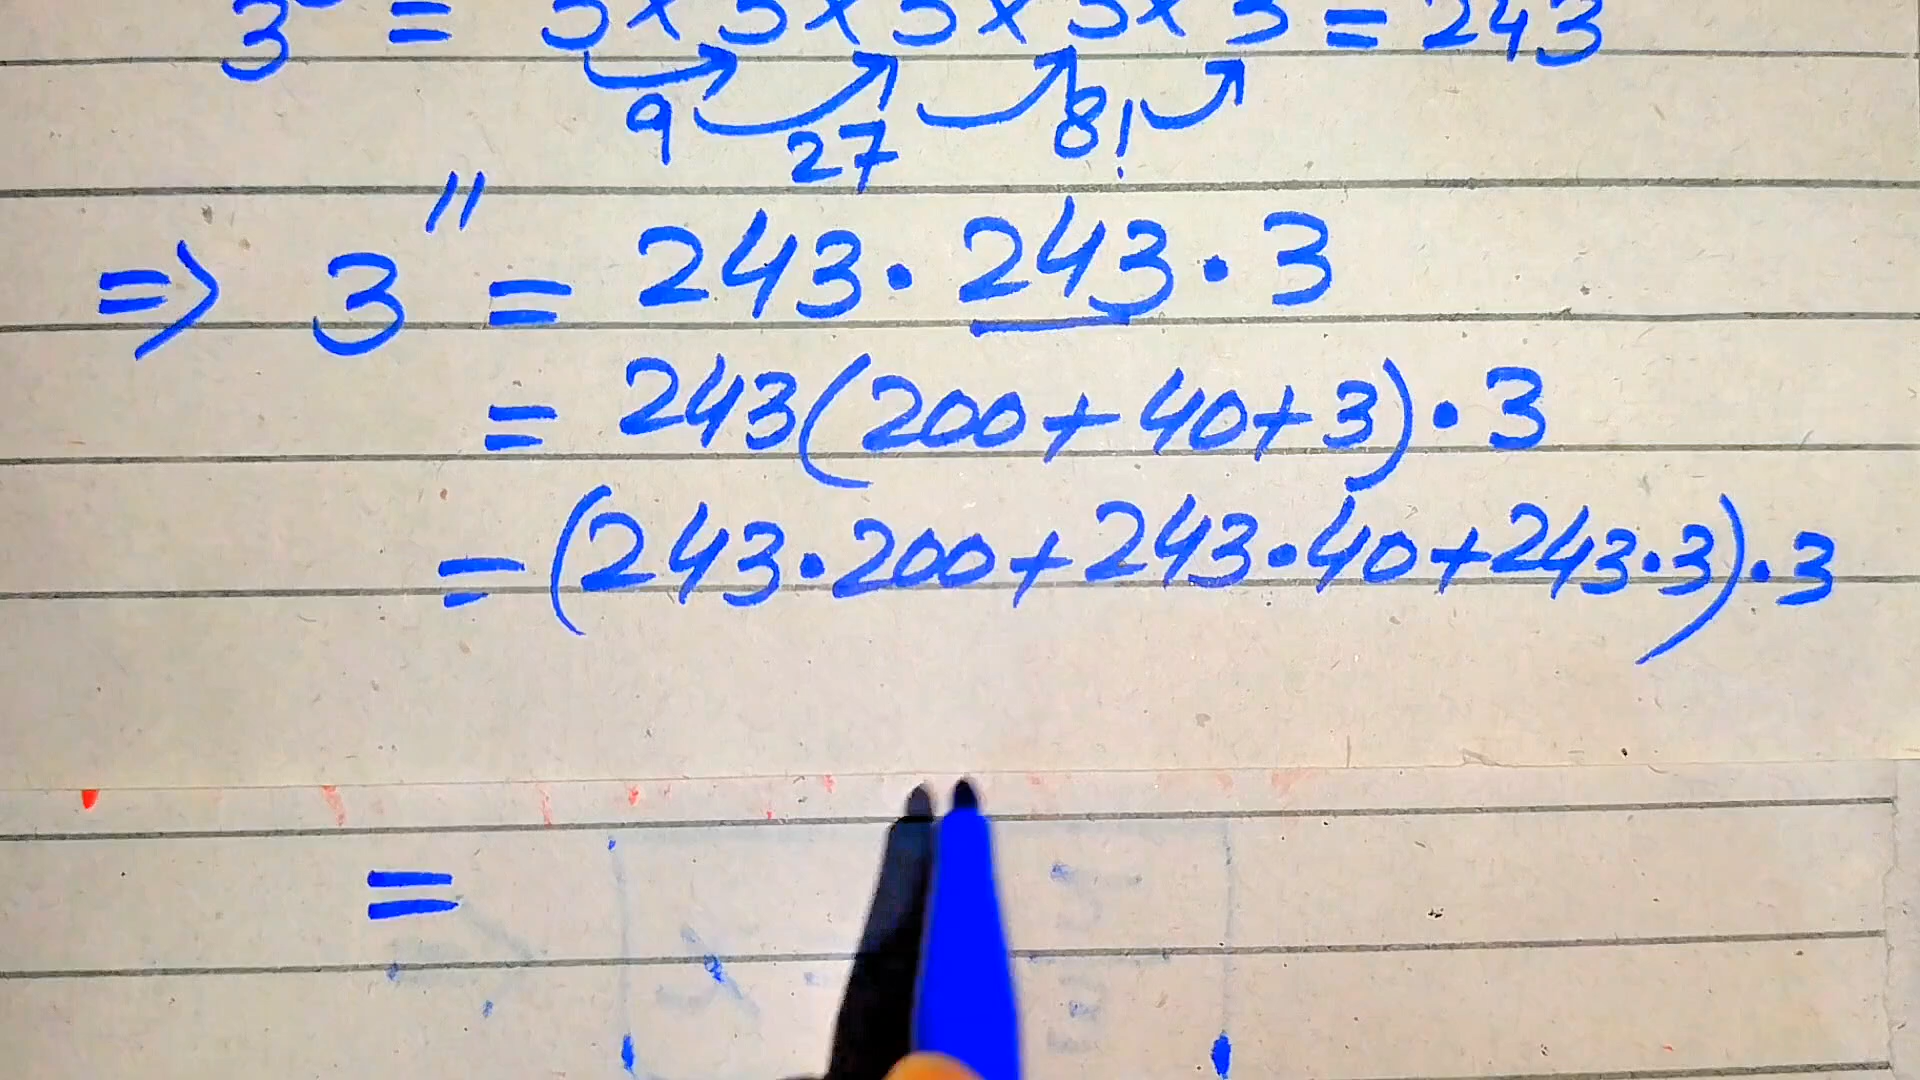 3⁵ = 3 x 3 x 3 x 3 x 3 = 243
9 27 81
=> 3¹¹ = 243 · 243 · 3
= 243(200 + 40 + 3) · 3
= (243 · 200 + 243 · 40 + 243 · 3) · 3
=